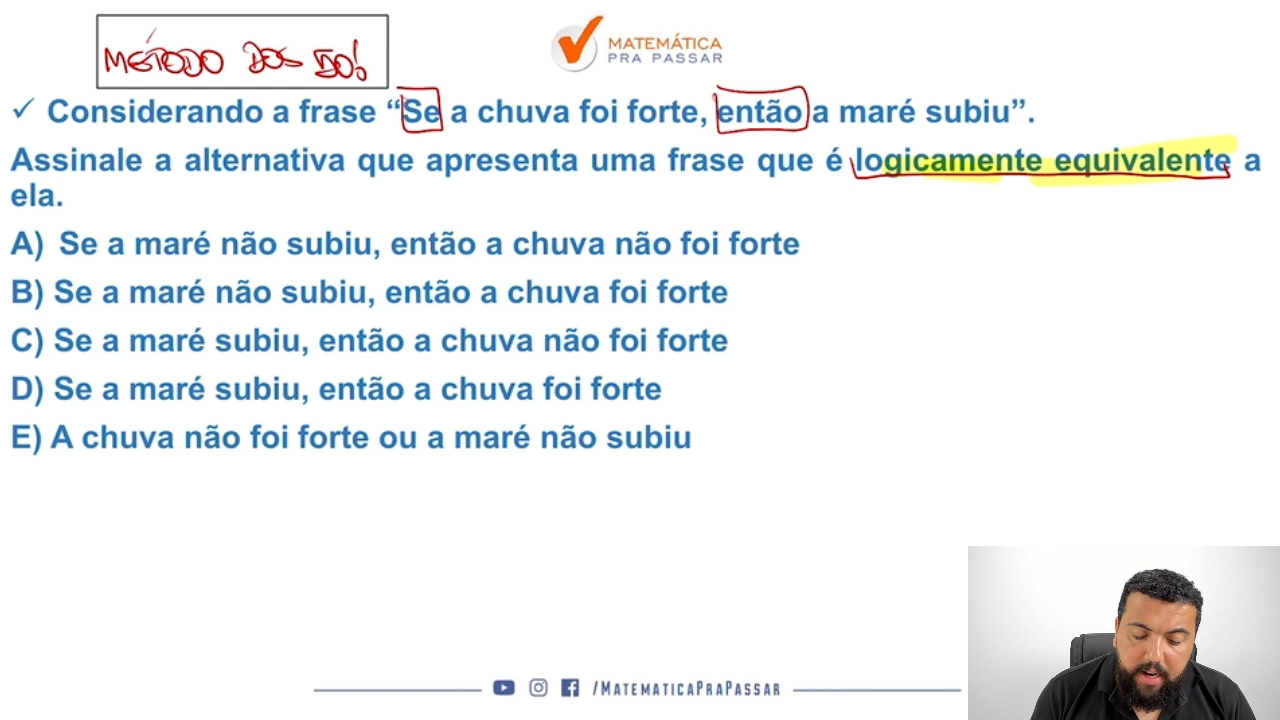 MÉTODO DOS 50!
MATEMÁTICA
PRA PASSAR
✓ Considerando a frase “Se a chuva foi forte, então a maré subiu”.
Assinale a alternativa que apresenta uma frase que é logicamente equivalente a
ela.
A) Se a maré não subiu, então a chuva não foi forte
B) Se a maré não subiu, então a chuva foi forte
C) Se a maré subiu, então a chuva não foi forte
D) Se a maré subiu, então a chuva foi forte
E) A chuva não foi forte ou a maré não subiu
/MATEMATICAPRAPASSAR